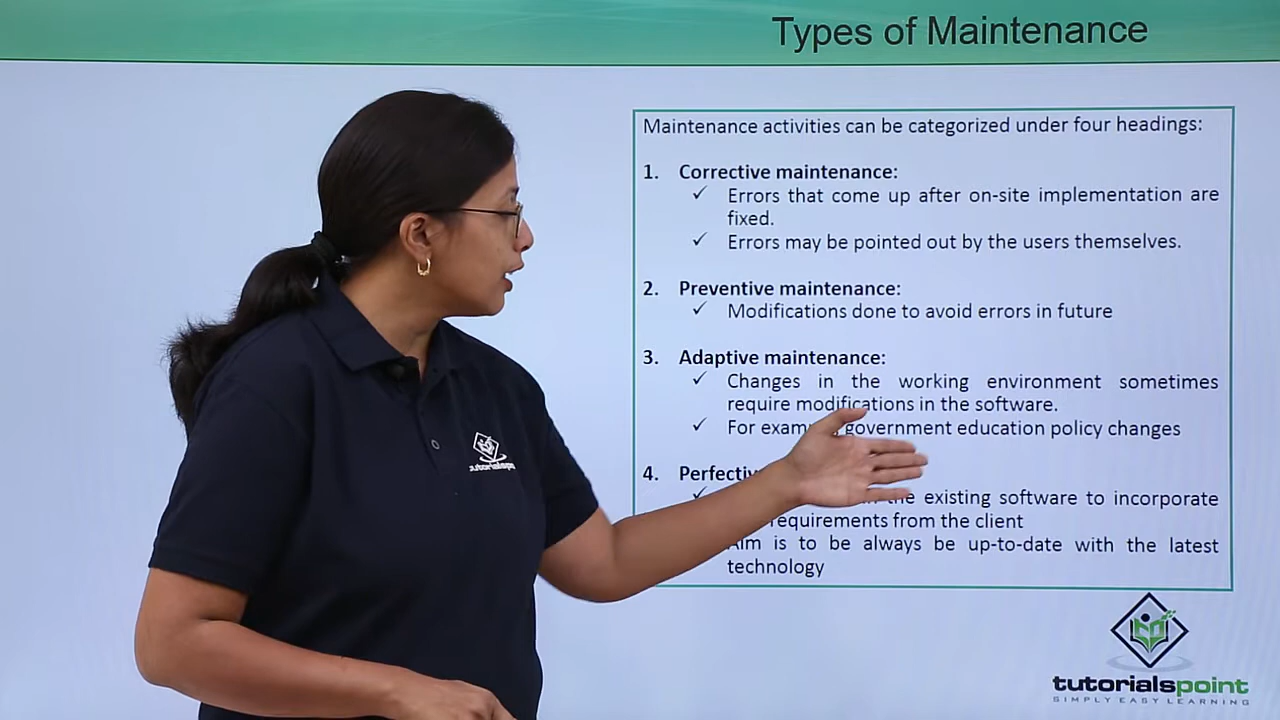 Types of Maintenance
Maintenance activities can be categorized under four headings:
1. Corrective maintenance:
✓ Errors that come up after on-site implementation are
fixed.
✓ Errors may be pointed out by the users themselves.
2. Preventive maintenance:
✓ Modifications done to avoid errors in future
3. Adaptive maintenance:
✓ Changes in the working environment sometimes
require modifications in the software.
✓ For government education policy changes
4.
existing software to incorporate
requirements from the client
Aim is to be always be up-to-date with the latest
technology
tutorialspoint
SIMPLY EASY LEARNING